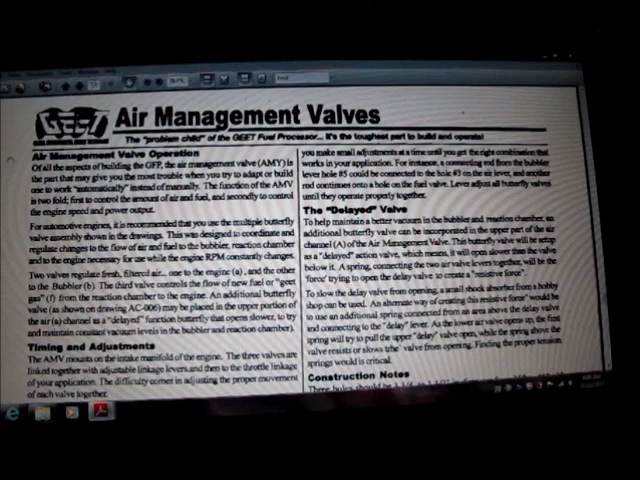 GEET
Air Management Valves
The "problem child" of the GEET Fuel Processor... It's the toughest part to build and operate!
Air Management Valve Operation
Of all the aspects of building the GFP, the air management valve (AMV) is
the part that may give you the most trouble when you try to adapt or build
one to work "automatically" instead of manually. The function of the AMV
is two fold; first to control the amount of air and fuel, and secondly to control
the engine speed and power output.
For automotive engines, it is recommended that you use the multiple butterfly
valve assembly shown in the drawings. This was designed to coordinate and
regulate changes to the flow of air and fuel to the bubbler, reaction chamber
and to the engine necessary for use while the engine RPM constantly changes.
Two valves regulate fresh, filtered air... one to the engine (a), and the other
to the Bubbler (b). The third valve controls the flow of new fuel or "geet
gas" (f) from the reaction chamber to the engine. An additional butterfly
valve (as shown on drawing AC-006) may be placed in the upper portion of
the air (a) channel as a "delayed" function butterfly that opens slower, to try
and maintain constant vacuum levels in the bubbler and reaction chamber).
Timing and Adjustments
The AMV mounts on the intake manifold of the engine. The three valves are
linked together with adjustable linkage levers and then to the throttle linkage
of your application. The difficulty comes in adjusting the proper movement
of each valve together.
you make small adjustments at a time until you get the right combination that
works in your application. For instance, a connecting rod from the bubbler
lever hole #5 could be connected to the hole #3 on the air lever, and another
rod continues onto a hole on the fuel valve. Lever adjust all butterfly valves
until they operate properly together.
The "Delayed" Valve
To help maintain a better vacuum in the bubbler and reaction chamber, an
additional butterfly valve can be incorporated in the upper part of the air
channel (A) of the Air Management Valve. This butterfly valve will be setup
as a "delayed" action valve, which means, it will open slower than the valve
below it. A spring, connecting the two air valve levers together, will be the
'force' trying to open the delay valve to create a "resistive force".
To slow the delay valve from opening, a small shock absorber from a hobby
shop can be used. An alternate way of creating this resistive force' would be
to use an additional spring connected from an area above the delay valve
and connecting to the "delay" lever. As the lower air valve opens up, the first
spring will try to pull the upper "delay" valve open, while the spring above the
valve resists or slows the valve from opening. Finding the proper tension
springs would is critical.
Construction Notes
Three holes should be